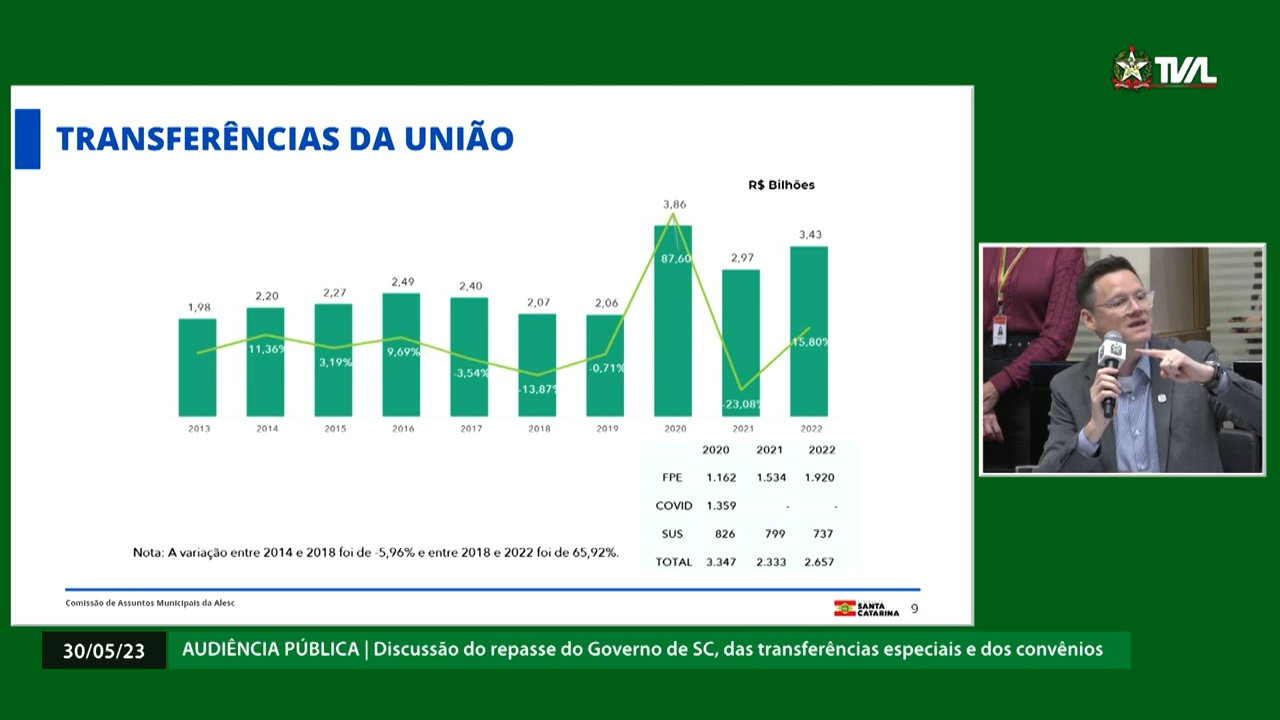 TVAL
TRANSFERÊNCIAS DA UNIÃO
R$ Bilhões
1,98
2,20
2,27
2,49
2,40
2,07
2,06
3,86
2,97
3,43
11,36%
3,19%
9,69%
-3,54%
-13,87%
-0,71%
87,60
-23,08%
15,80%
2013 2014 2015 2016 2017 2018 2019 2020 2021 2022
2020 2021 2022
FPE 1.162 1.534 1.920
COVID 1.359 - -
SUS 826 799 737
TOTAL 3.347 2.333 2.657
Nota: A variação entre 2014 e 2018 foi de -5,96% e entre 2018 e 2022 foi de 65,92%.
Comissão de Assuntos Municipais da Alesc
SANTA
CATARINA
9
30/05/23
AUDIÊNCIA PÚBLICA | Discussão do repasse do Governo de SC, das transferências especiais e dos convênios